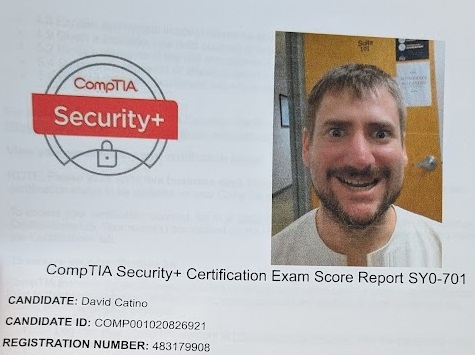 CompTIA
Security+
Suite
CompTIA Security+ Certification Exam Score Report SY0-701
CANDIDATE: David Catino
CANDIDATE ID: COMP001020826921
REGISTRATION NUMBER: 483179908